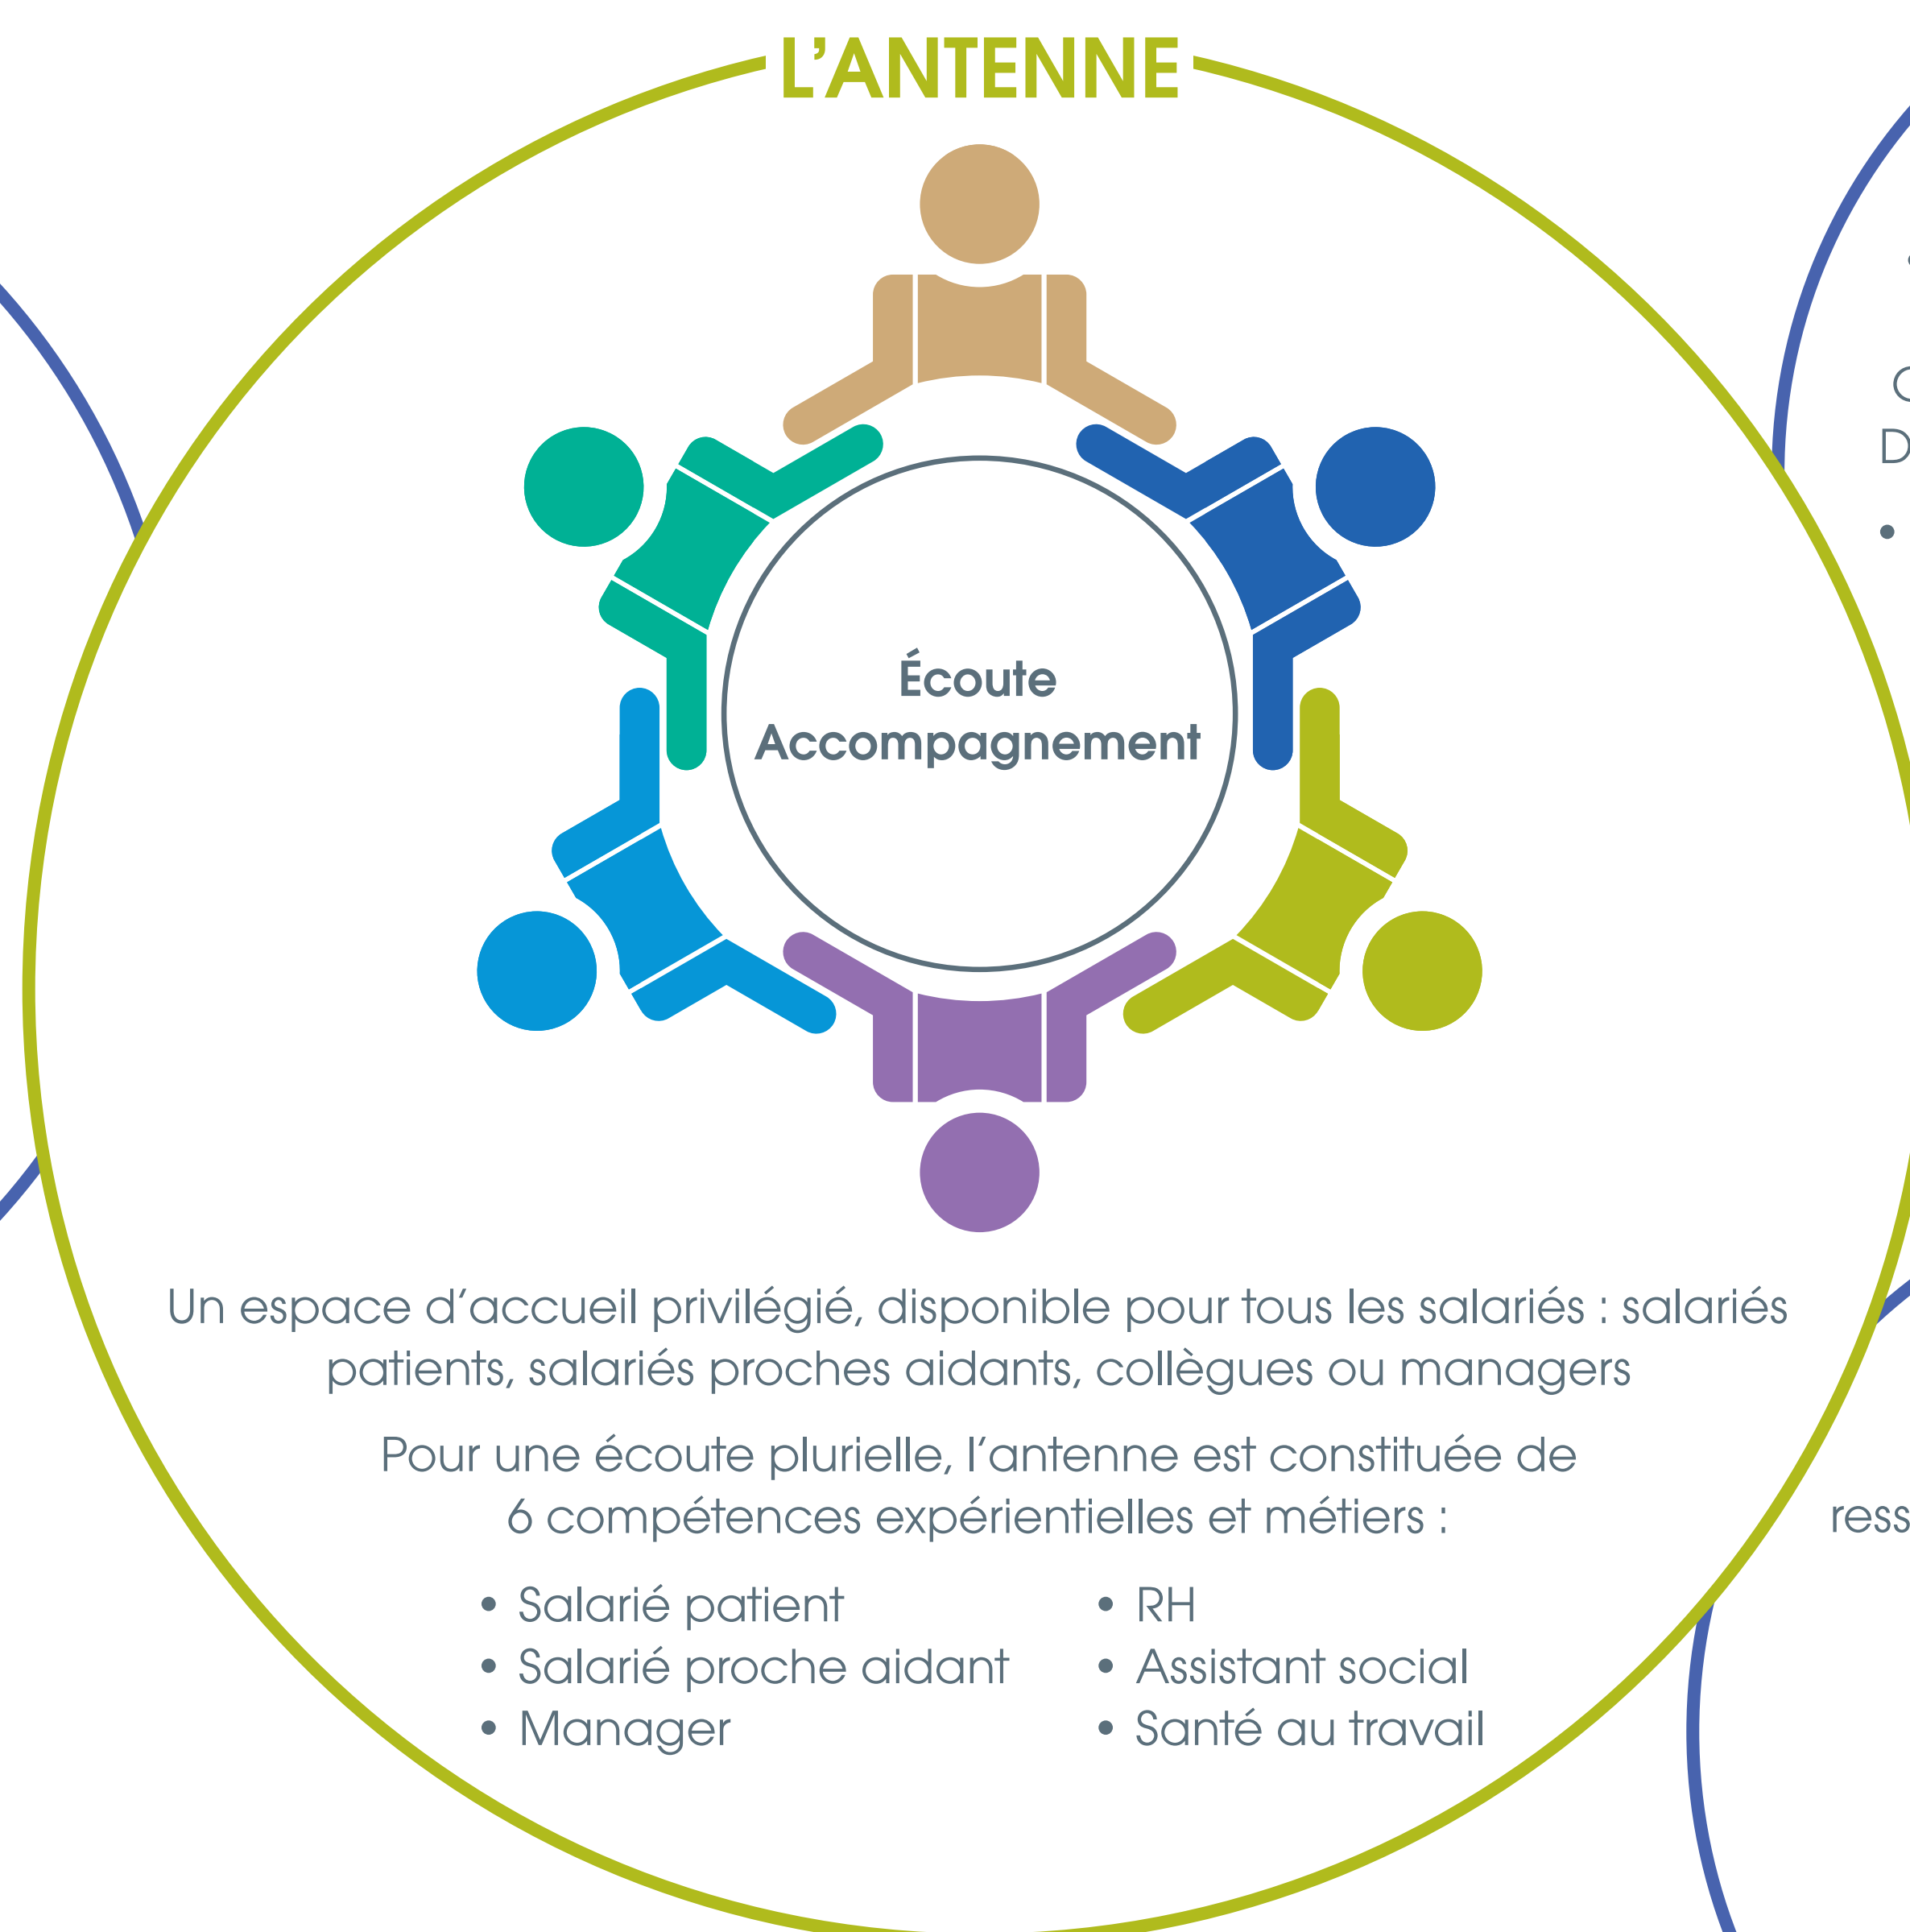 L’ANTENNE
Écoute
Accompagnement
Un espace d’accueil privilégié, disponible pour tous les salariés : salariés
patients, salariés proches aidants, collègues ou managers
Pour une écoute plurielle, l’antenne est constituée de
6 compétences expérientielles et métiers :
• Salarié patient
• Salarié proche aidant
• Manager
• RH
• Assistant social
• Santé au travail